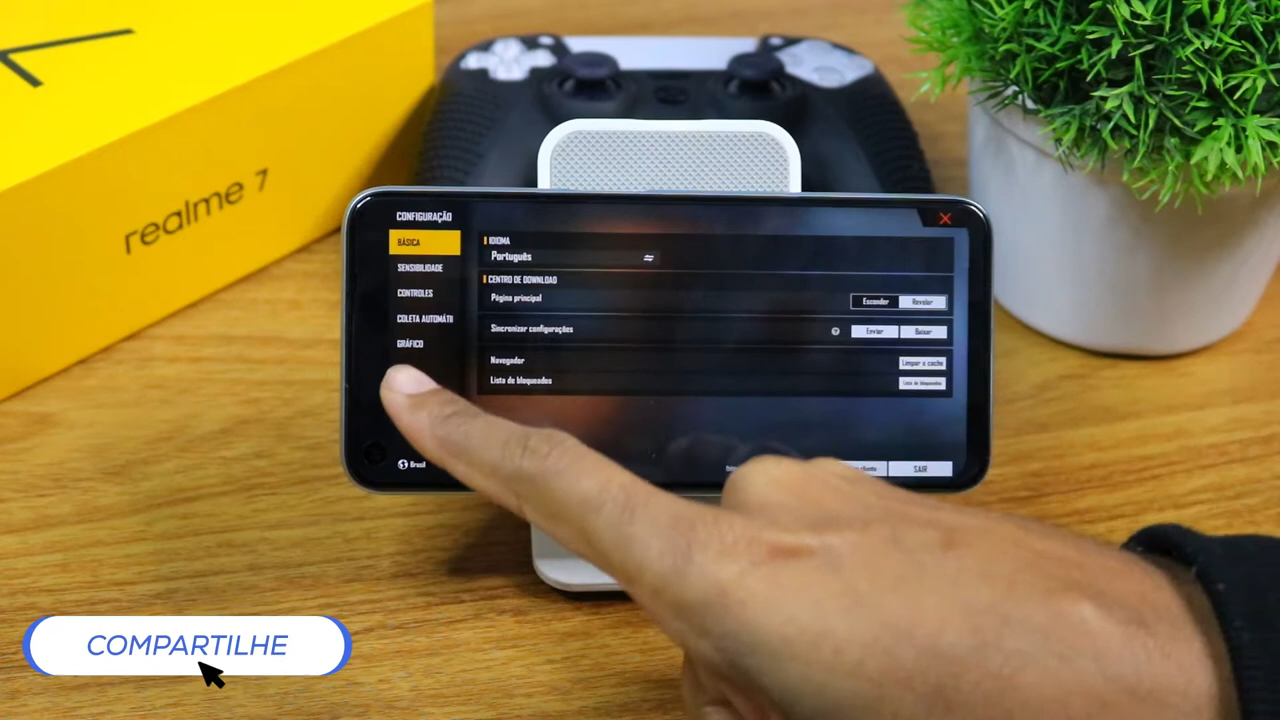 realme 7
CONFIGURAÇÃO
BÁSICA
SENSIBILIDADE
CONTROLES
COLETA AUTOMÁTI
GRÁFICO
Brasil
IDIOMA
Português
CENTRO DE DOWNLOAD
Página principal
Esconder
Revelar
Sincronizar configurações
Enviar
Baixar
Navegador
Limpar o cache
Lista de bloqueados
Lista de bloqueados
SAIR
COMPARTILHE